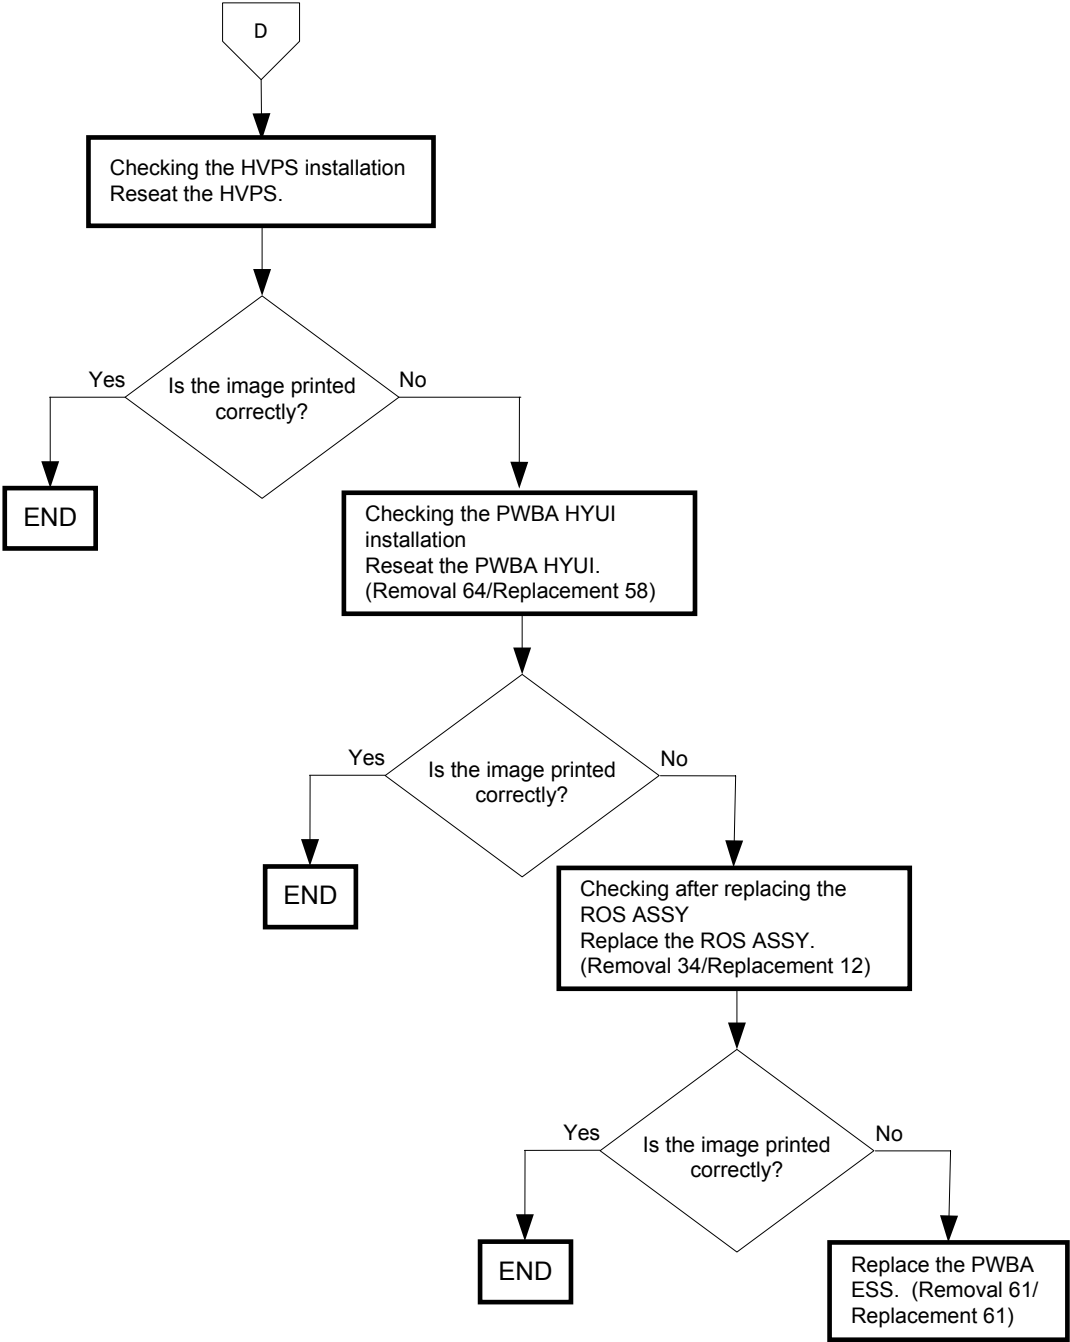 D
Checking the HVPS installation
Reseat the HVPS.
Yes
No
Is the image printed
correctly?
END
Checking the PWBA HYUI
installation
Reseat the PWBA HYUI.
(Removal 64/Replacement 58)
Yes
No
Is the image printed
correctly?
END
Checking after replacing the
ROS ASSY
Replace the ROS ASSY.
(Removal 34/Replacement 12)
Yes
No
Is the image printed
correctly?
END
Replace the PWBA
ESS.  (Removal 61/
Replacement 61)